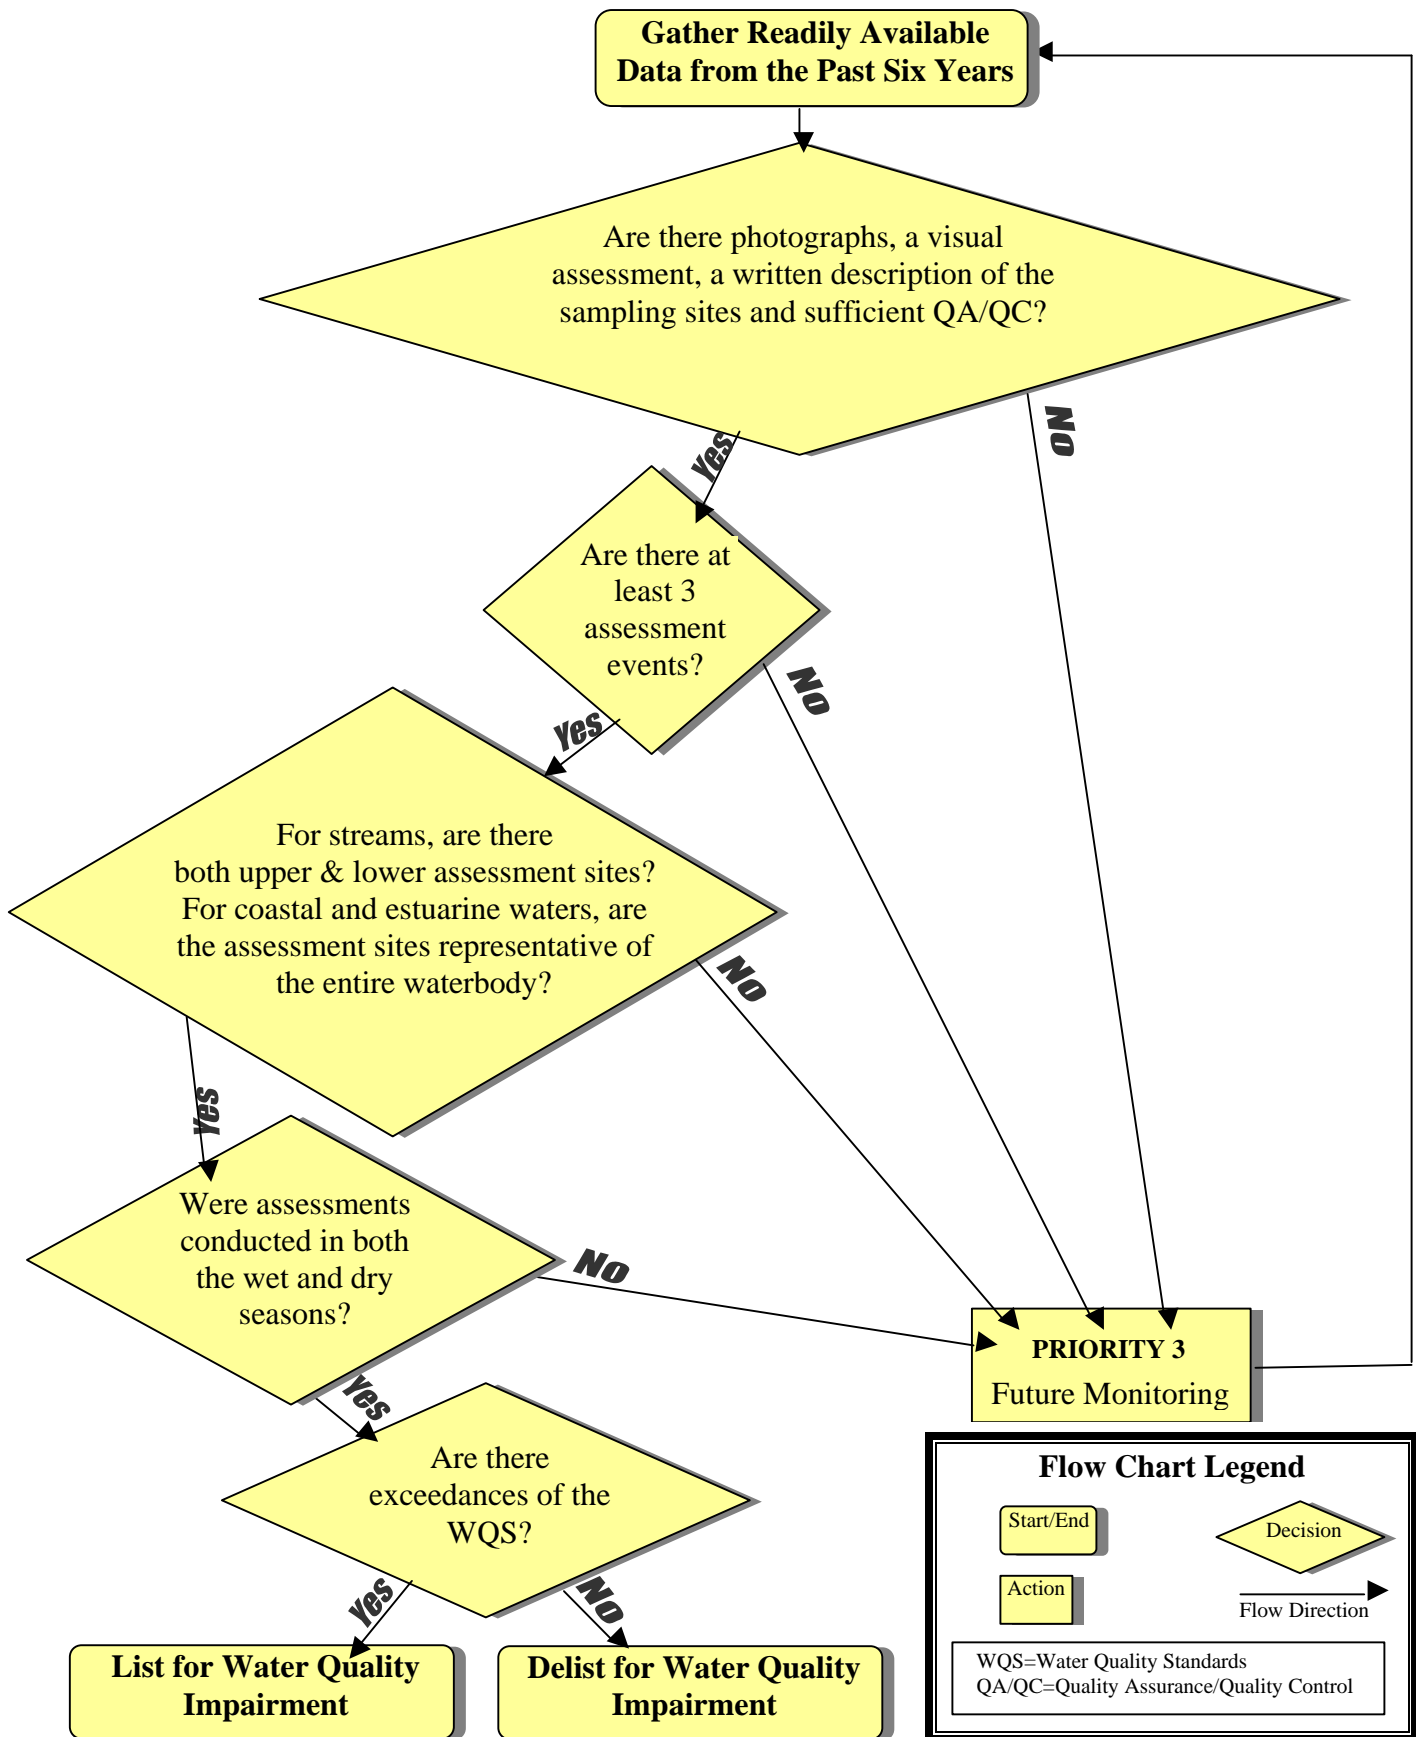 Gather Readily Available
Data from the Past Six Years
Are there photographs, a visual
assessment, a written description of the
sampling sites and sufficient QA/QC?
No
Yes
Are there at
least 3
assessment
events?
No
Yes
For streams, are there
both upper & lower assessment sites?
For coastal and estuarine waters, are
the assessment sites representative of
the entire waterbody?
No
Yes
Were assessments
conducted in both
the wet and dry
seasons?
No
PRIORITY 3
Future Monitoring
Yes
Are there
exceedances of the
WQS?
Yes
No
List for Water Quality
Impairment
Delist for Water Quality
Impairment
Flow Chart Legend
Start/End
Decision
Action
Flow Direction
WQS=Water Quality Standards
QA/QC=Quality Assurance/Quality Control